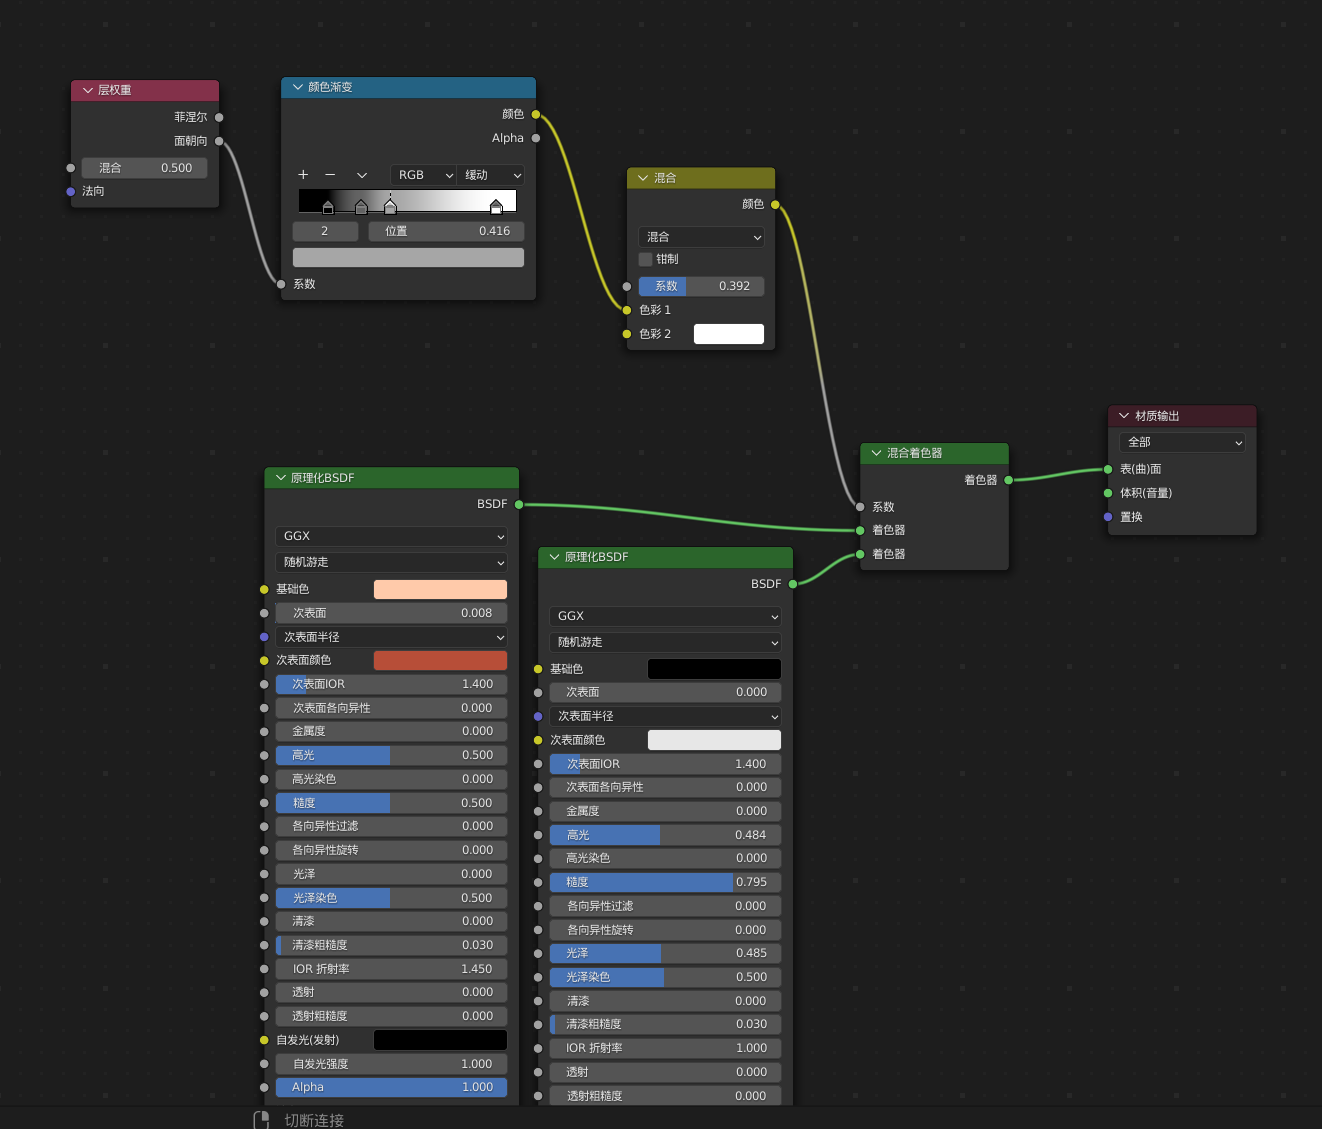 层权重
菲涅尔
面朝向
混合 0.500
法向
颜色渐变
颜色
Alpha
+ − RGB 缓动
2 位置 0.416
系数
混合
颜色
混合
钳制
系数 0.392
色彩 1
色彩 2
混合着色器
着色器
系数
着色器
着色器
材质输出
全部
表(曲)面
体积(音量)
置换
原理化BSDF
BSDF
GGX
随机游走
基础色
次表面 0.008
次表面半径
次表面颜色
次表面IOR 1.400
次表面各向异性 0.000
金属度 0.000
高光 0.500
高光染色 0.000
糙度 0.500
各向异性过滤 0.000
各向异性旋转 0.000
光泽 0.000
光泽染色 0.500
清漆 0.000
清漆粗糙度 0.030
IOR 折射率 1.450
透射 0.000
透射粗糙度 0.000
自发光(发射)
自发光强度 1.000
Alpha 1.000
原理化BSDF
BSDF
GGX
随机游走
基础色
次表面 0.000
次表面半径
次表面颜色
次表面IOR 1.400
次表面各向异性 0.000
金属度 0.000
高光 0.484
高光染色 0.000
糙度 0.795
各向异性过滤 0.000
各向异性旋转 0.000
光泽 0.485
光泽染色 0.500
清漆 0.000
清漆粗糙度 0.030
IOR 折射率 1.000
透射 0.000
透射粗糙度 0.000
切断连接